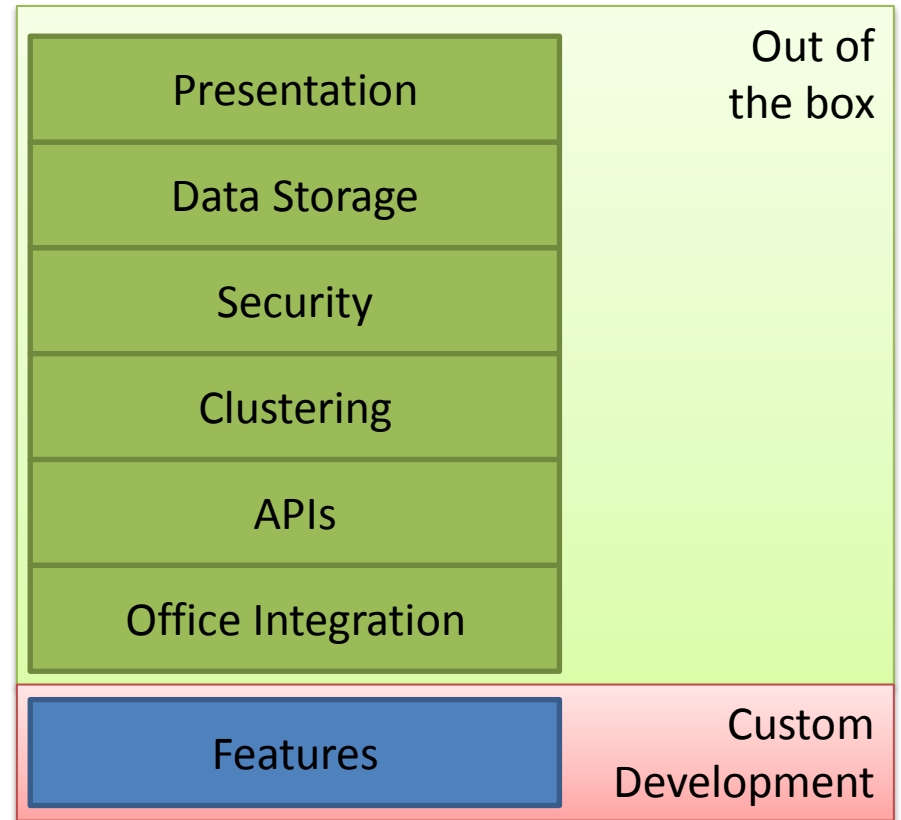 Out of
the box
Presentation
Data Storage
Security
Clustering
APIs
Office Integration
Features
Custom
Development